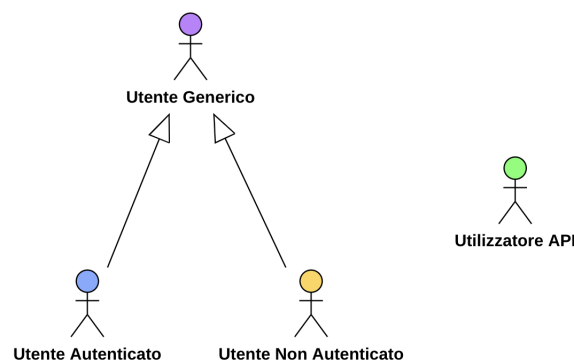 Utente Generico
Utilizzatore API
Utente Autenticato
Utente Non Autenticato